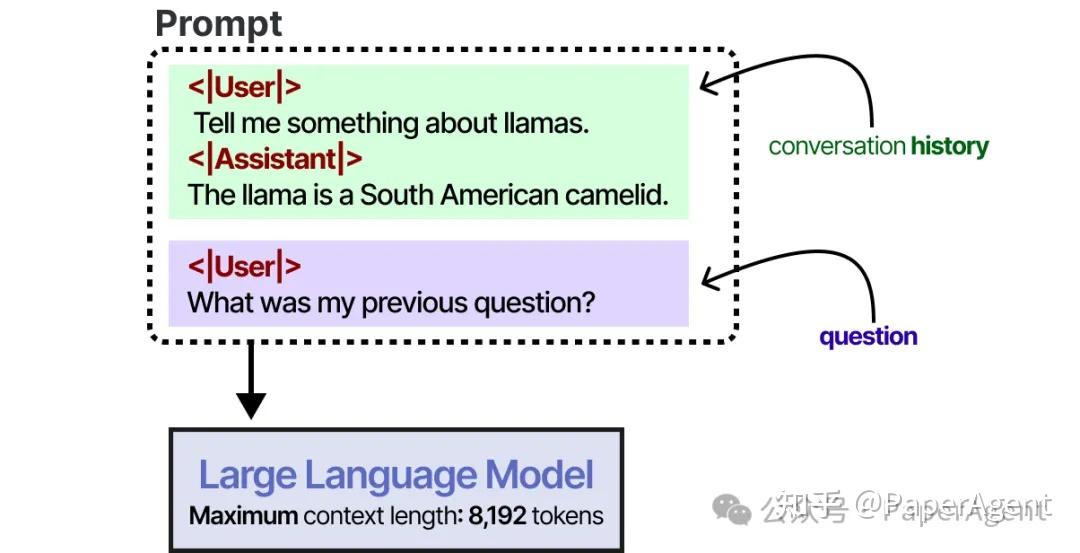 Prompt
<|User|>
Tell me something about llamas.
<|Assistant|>
The llama is a South American camelid.
conversation history
<|User|>
What was my previous question?
question
Large Language Model
Maximum context length: 8,192 tokens
公众号 PaperAgent
知乎 @PaperAgent